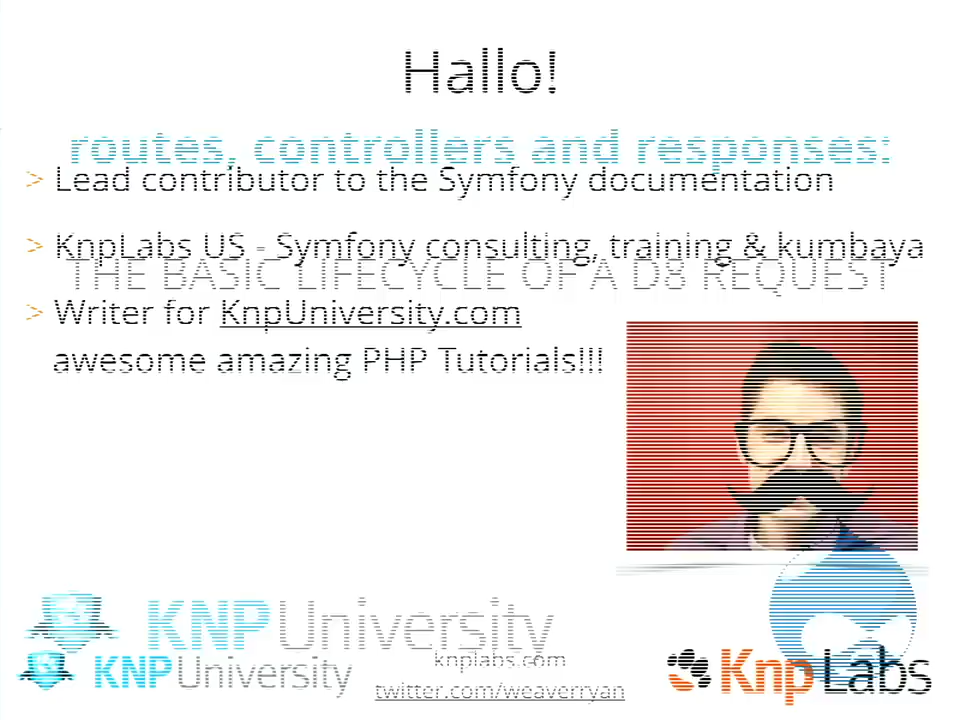 Hallo!
routes, controllers and responses:
> Lead contributor to the Symfony documentation
> KnpLabs US - Symfony consulting, training & kumbaya
THE BASIC LIFECYCLE OF A D8 REQUEST
> Writer for KnpUniversity.com
awesome amazing PHP Tutorials!!!
KNP University
knplabs.com
KNPUniversity
KnpLabs
twitter.com/weaverryan